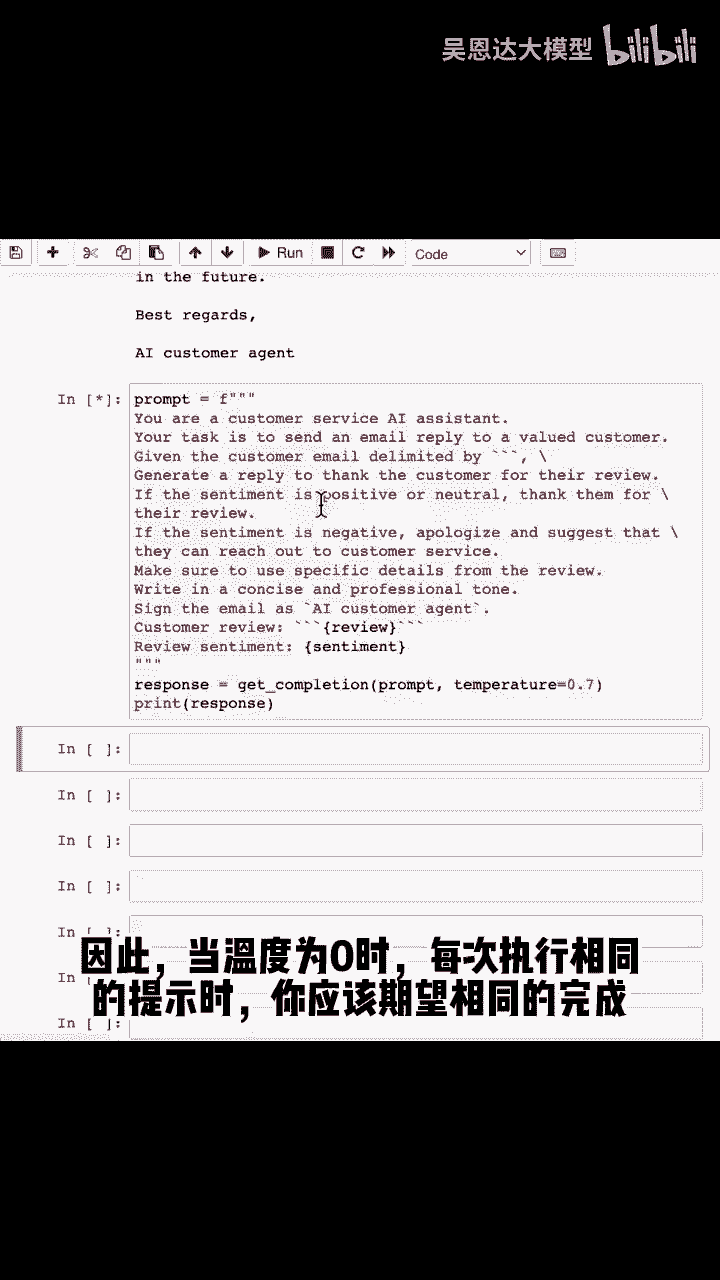 吴恩达大模型 bilibili
Run Code
in the future.
Best regards,
AI customer agent
In [*]: prompt = f"""
You are a customer service AI assistant.
Your task is to send an email reply to a valued customer.
Given the customer email delimited by ```, \
Generate a reply to thank the customer for their review.
If the sentiment is positive or neutral, thank them for \
their review.
If the sentiment is negative, apologize and suggest that \
they can reach out to customer service.
Make sure to use specific details from the review.
Write in a concise and professional tone.
Sign the email as `AI customer agent`.
Customer review: ```{review}```
Review sentiment: {sentiment}
"""
response = get_completion(prompt, temperature=0.7)
print(response)
In [ ]:
In [ ]:
In [ ]:
In [ ]:
In [ ]:
In [ ]:
In [ ]:
因此，当温度为0时，每次执行相同
的提示时，你应该期望相同的完成